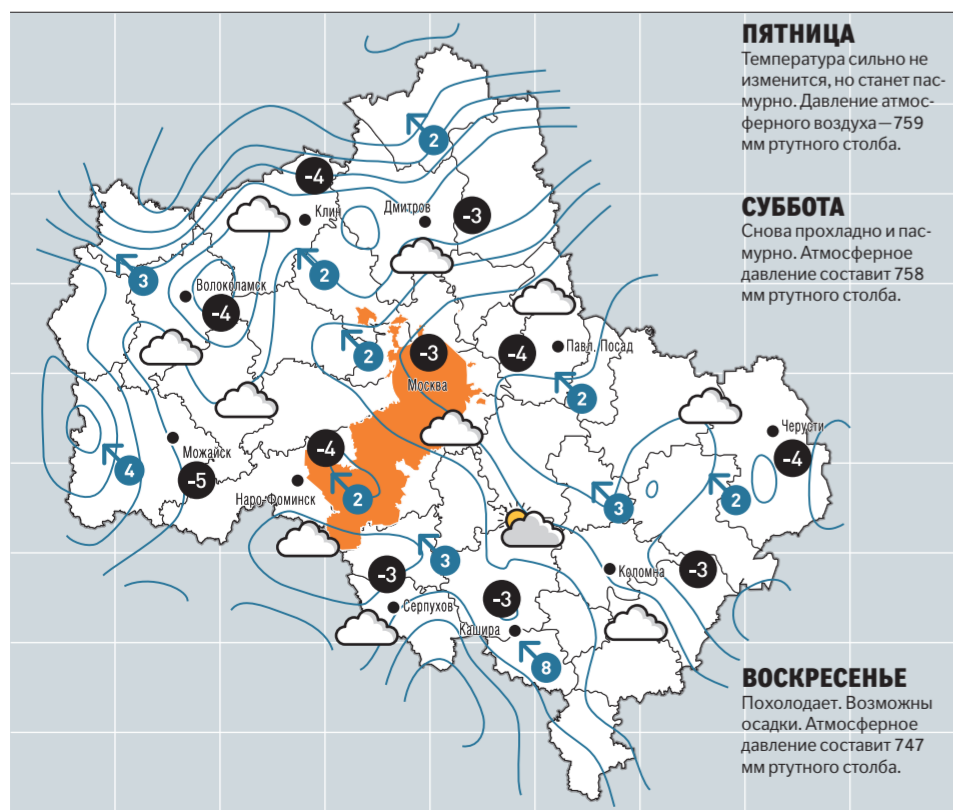 ПЯТНИЦА
Температура сильно не
изменится, но станет пас-
мурно. Давление атмос-
ферного воздуха—759
мм ртутного столба.
СУББОТА
Снова прохладно и пас-
мурно. Атмосферное
давление составит 758
мм ртутного столба.
ВОСКРЕСЕНЬЕ
Похолодает. Возможны
осадки. Атмосферное
давление составит 747
мм ртутного столба.
2
-4
Клин
Дмитров
-3
3
2
Волоколамск
-4
2
-3
Москва
-4
Павл. Посад
2
Черусти
-4
Можайск
4
-5
-4
Наро-Фоминск
2
3
2
3
-3
Серпухов
-3
Кашира
Коломна
-3
8